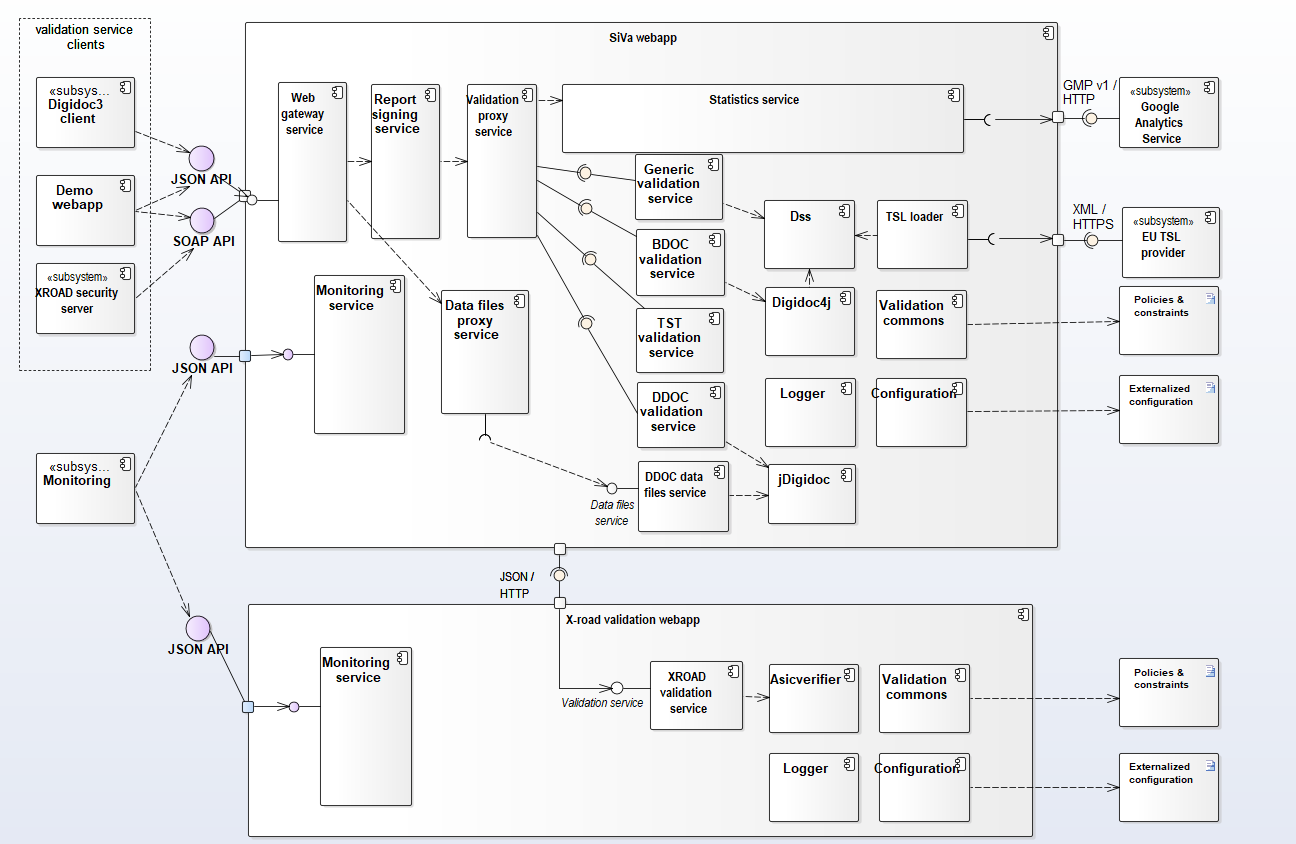 validation service
clients
«subsys...
Digidoc3
client
Demo
webapp
«subsystem»
XROAD security
server
JSON API
SOAP API
JSON API
«subsys...
Monitoring
JSON API
SiVa webapp
Web
gateway
service
Report
signing
service
Validation
proxy
service
Statistics service
Generic
validation
service
BDOC
validation
service
TST
validation
service
DDOC
validation
service
DDOC data
files service
Data files
service
Monitoring
service
Data files
proxy
service
Dss
TSL loader
Digidoc4j
Validation
commons
Logger
Configuration
jDigidoc
GMP v1 /
HTTP
«subsystem»
Google
Analytics
Service
XML /
HTTPS
«subsystem»
EU TSL
provider
Policies &
constraints
Externalized
configuration
JSON /
HTTP
X-road validation webapp
Monitoring
service
Validation service
XROAD
validation
service
Asicverifier
Validation
commons
Logger
Configuration
Policies &
constraints
Externalized
configuration